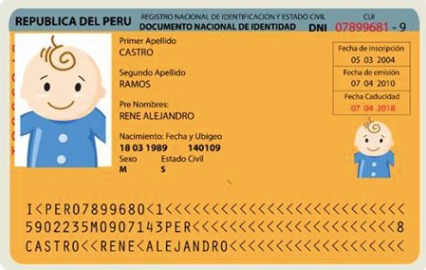 REPUBLICA DEL PERU REGISTRO NACIONAL DE IDENTIFICACION Y ESTADO CIVIL CUI
DOCUMENTO NACIONAL DE IDENTIDAD DNI 07899681 - 9
Primer Apellido
CASTRO
Segundo Apellido
RAMOS
Pre Nombres:
RENE ALEJANDRO
Nacimiento: Fecha y Ubigeo
18 03 1989 140109
Sexo Estado Civil
M S
Fecha de inscripción
05 03 2004
Fecha de emisión
07 04 2010
Fecha Caducidad
07 04 2018
I<PER07899680<1<<<<<<<<<<<<<<<<<<<<
5902235M0907143PER<<<<<<<<<<<<<<<<<8
CASTRO<<RENE<ALEJANDRO<<<<<<<<<<<<<<